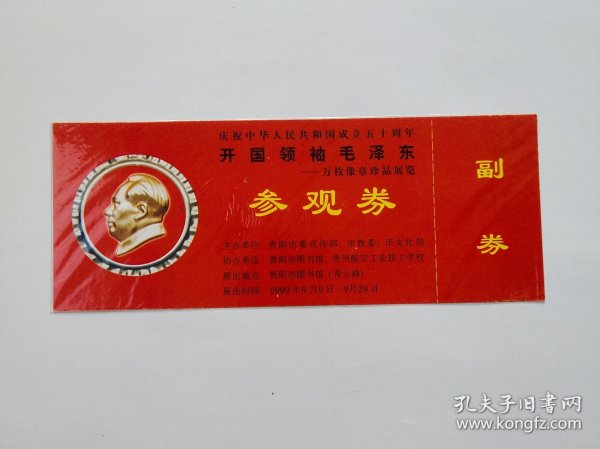 庆祝中华人民共和国成立五十周年
开国领袖毛泽东
——万枚像章珍品展览
参观券
主办单位：贵阳市委宣传部、市教委、市文化局
协办单位：贵阳市图书馆、贵州航空工业技工学校
展出地点：贵阳市图书馆（青云路）
展出时间：1999年9月9日-9月29日
副券
孔夫子旧书网
www.kongfz.com